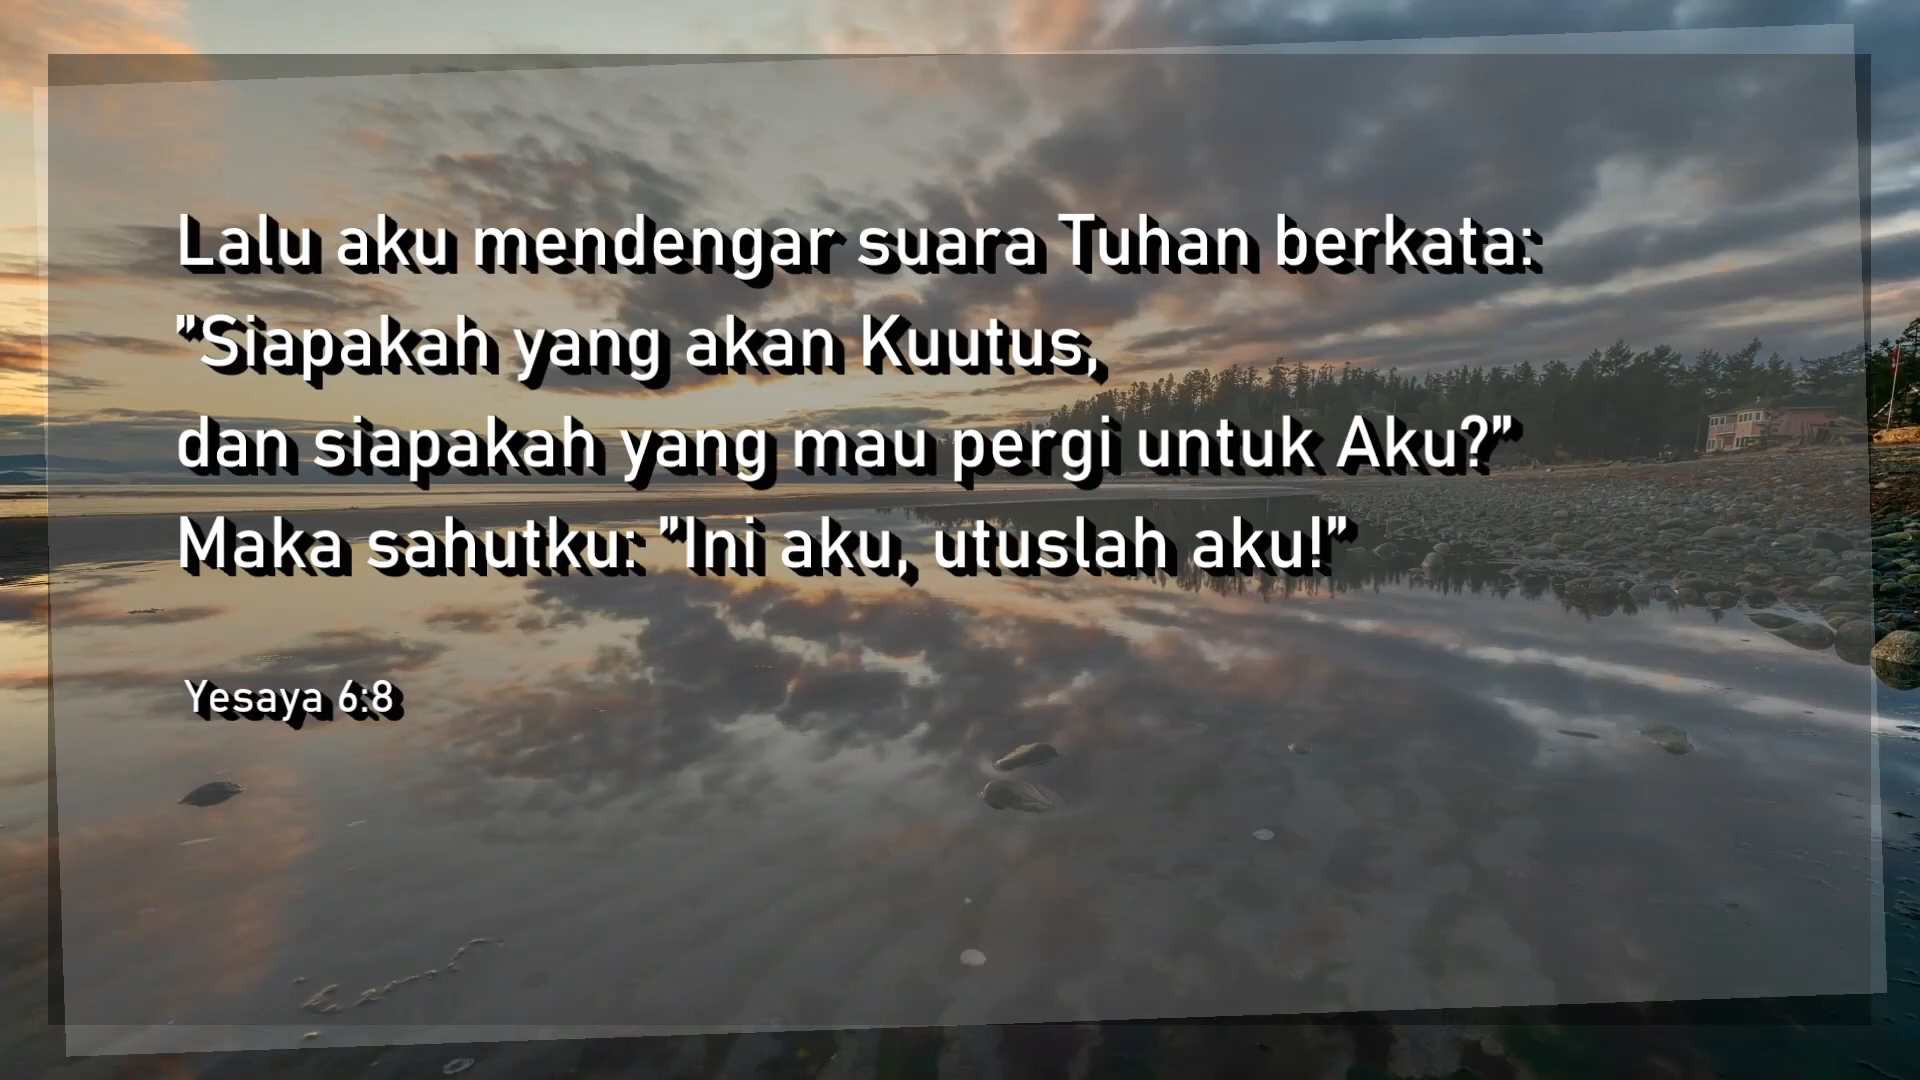 Lalu aku mendengar suara Tuhan berkata:
"Siapakah yang akan Kuutus,
dan siapakah yang mau pergi untuk Aku?"
Maka sahutku: "Ini aku, utuslah aku!"
Yesaya 6:8